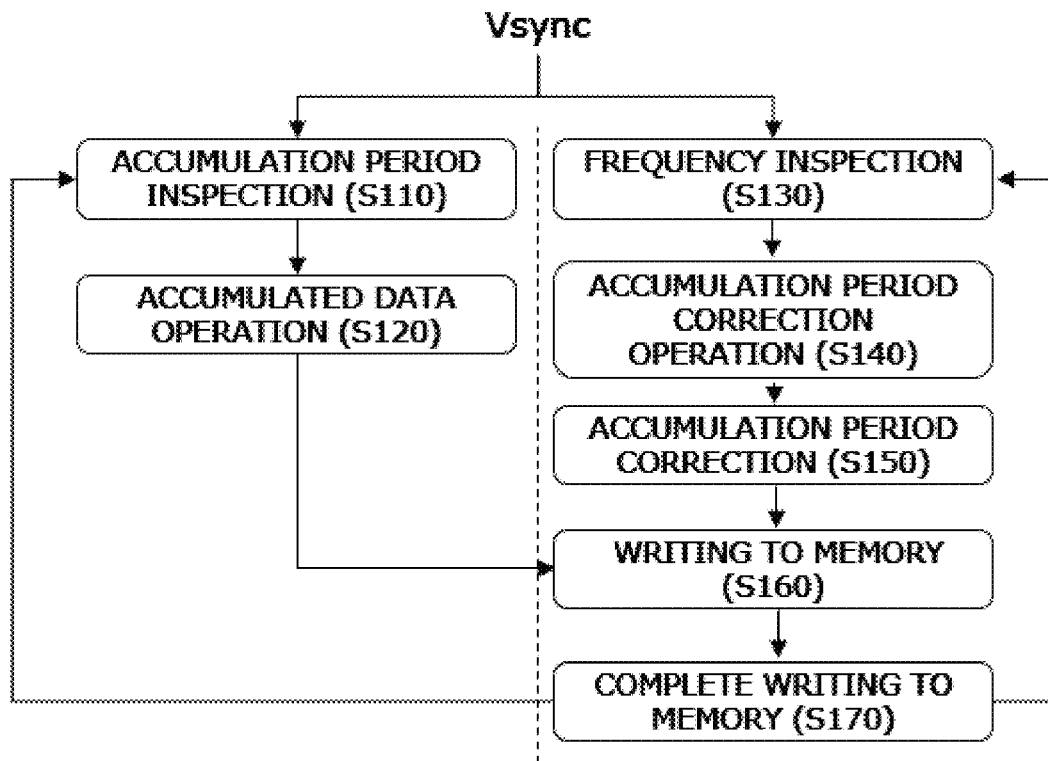 Vsync
ACCUMULATION PERIOD
INSPECTION (S110)
ACCUMULATED DATA
OPERATION (S120)
FREQUENCY INSPECTION
(S130)
ACCUMULATION PERIOD
CORRECTION
OPERATION (S140)
ACCUMULATION PERIOD
CORRECTION (S150)
WRITING TO MEMORY
(S160)
COMPLETE WRITING TO
MEMORY (S170)